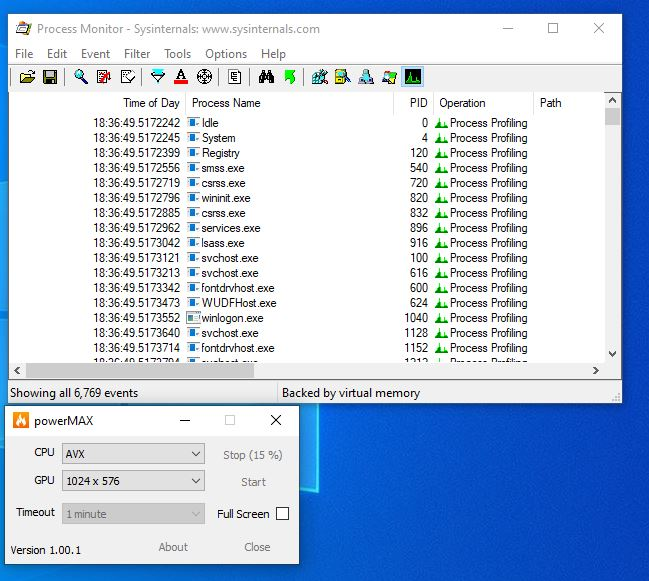 Process Monitor - Sysinternals: www.sysinternals.com
File Edit Event Filter Tools Options Help
Time of Day Process Name PID Operation Path
18:36:49.5172242 Idle 0 Process Profiling
18:36:49.5172245 System 4 Process Profiling
18:36:49.5172399 Registry 120 Process Profiling
18:36:49.5172556 smss.exe 540 Process Profiling
18:36:49.5172719 csrss.exe 720 Process Profiling
18:36:49.5172796 wininit.exe 820 Process Profiling
18:36:49.5172885 csrss.exe 832 Process Profiling
18:36:49.5172962 services.exe 896 Process Profiling
18:36:49.5173042 lsass.exe 916 Process Profiling
18:36:49.5173121 svchost.exe 100 Process Profiling
18:36:49.5173213 svchost.exe 616 Process Profiling
18:36:49.5173342 fontdrvhost.exe 600 Process Profiling
18:36:49.5173473 WUDFHost.exe 624 Process Profiling
18:36:49.5173552 winlogon.exe 1040 Process Profiling
18:36:49.5173640 svchost.exe 1128 Process Profiling
18:36:49.5173714 fontdrvhost.exe 1152 Process Profiling
Showing all 6,769 events Backed by virtual memory
powerMAX
CPU AVX Stop (15 %)
GPU 1024 x 576 Start
Timeout 1 minute Full Screen
Version 1.00.1 About Close